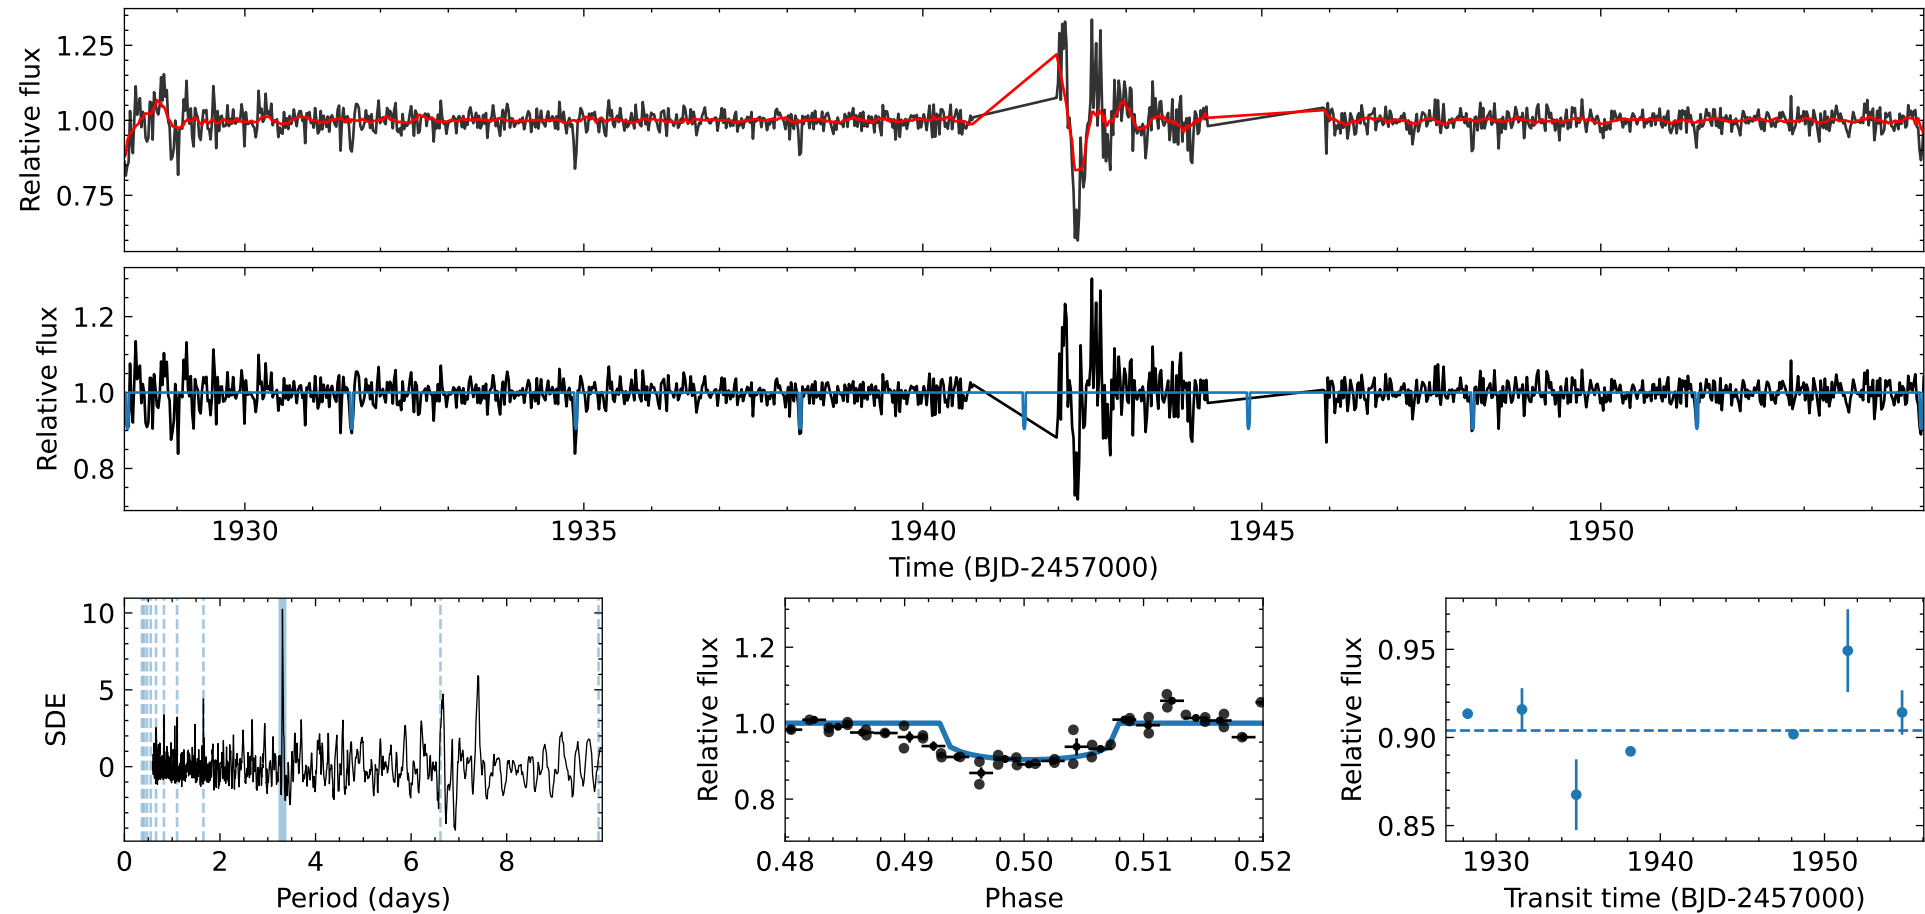 Relative flux
1.25
1.00
0.75
Relative flux
1.2
1.0
0.8
1930 1935 1940 1945 1950
Time (BJD-2457000)
SDE
10
5
0
0 2 4 6 8
Period (days)
Relative flux
1.2
1.0
0.8
0.48 0.49 0.50 0.51 0.52
Phase
Relative flux
0.95
0.90
0.85
1930 1940 1950
Transit time (BJD-2457000)